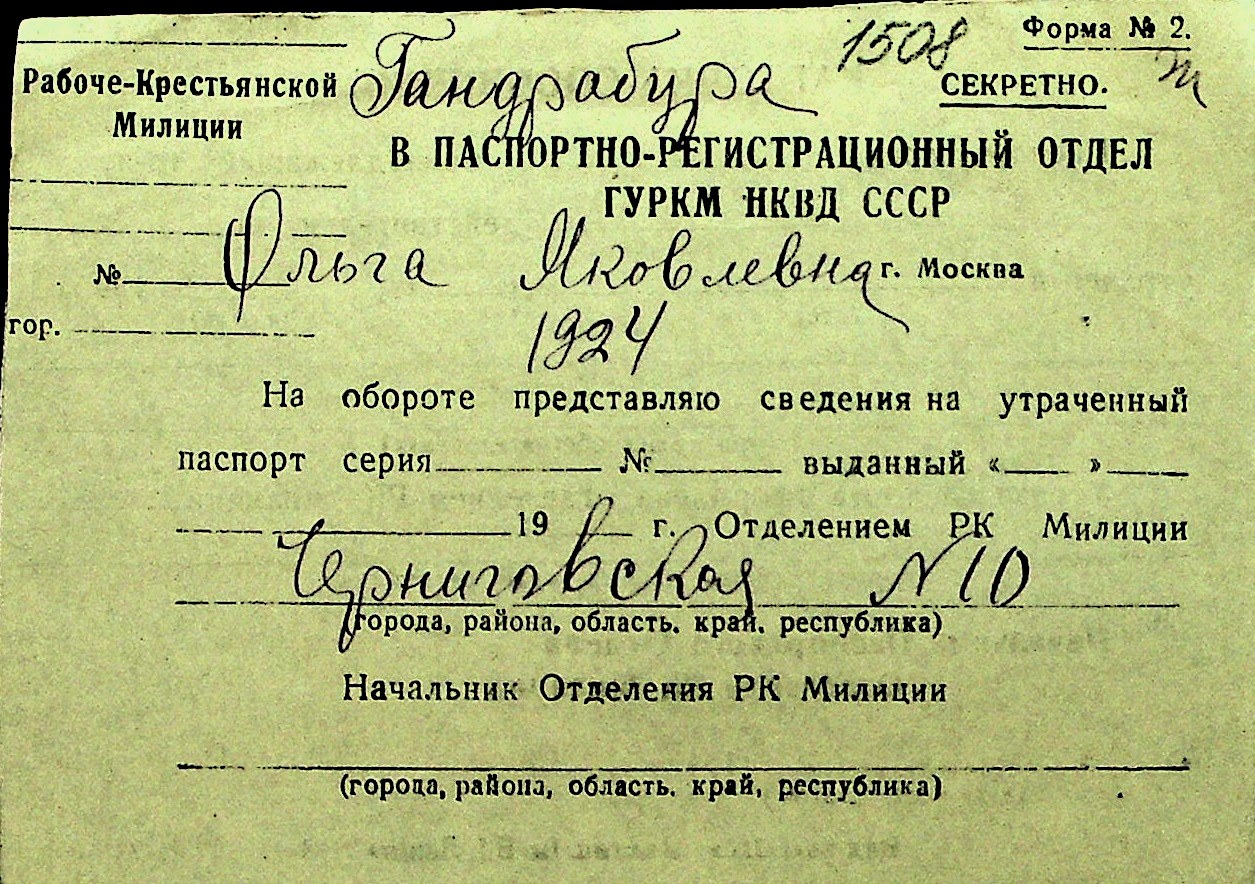 1508 Форма № 2.
СЕКРЕТНО. т
Рабоче-Крестьянской
Милиции
Гандрабура
В ПАСПОРТНО-РЕГИСТРАЦИОННЫЙ ОТДЕЛ
ГУРКМ НКВД СССР
№ Ольга Яковлевна г. Москва
гор. 1924
На обороте представляю сведения на утраченный
паспорт серия № выданный « »
19 г. Отделением РК Милиции
Черниговская №10
(города, района, область. край. республика)
Начальник Отделения РК Милиции
(города, района, область. край, республика)